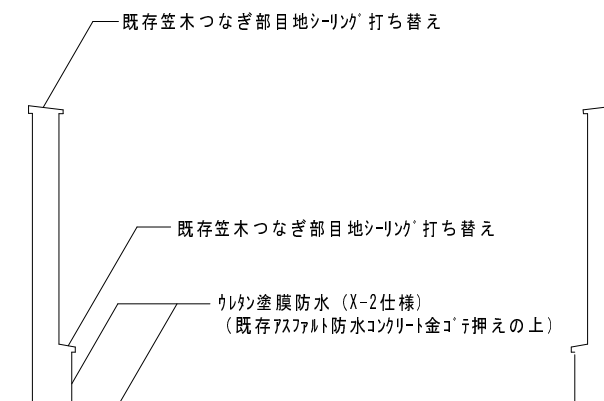 既存笠木つなぎ部目地ｼｰﾘﾝｸﾞ打ち替え
既存笠木つなぎ部目地ｼｰﾘﾝｸﾞ打ち替え
ｳﾚﾀﾝ塗膜防水（X-2仕様）
（既存ｱｽﾌｧﾙﾄ防水ｺﾝｸﾘｰﾄ金ｺﾞﾃ押えの上）